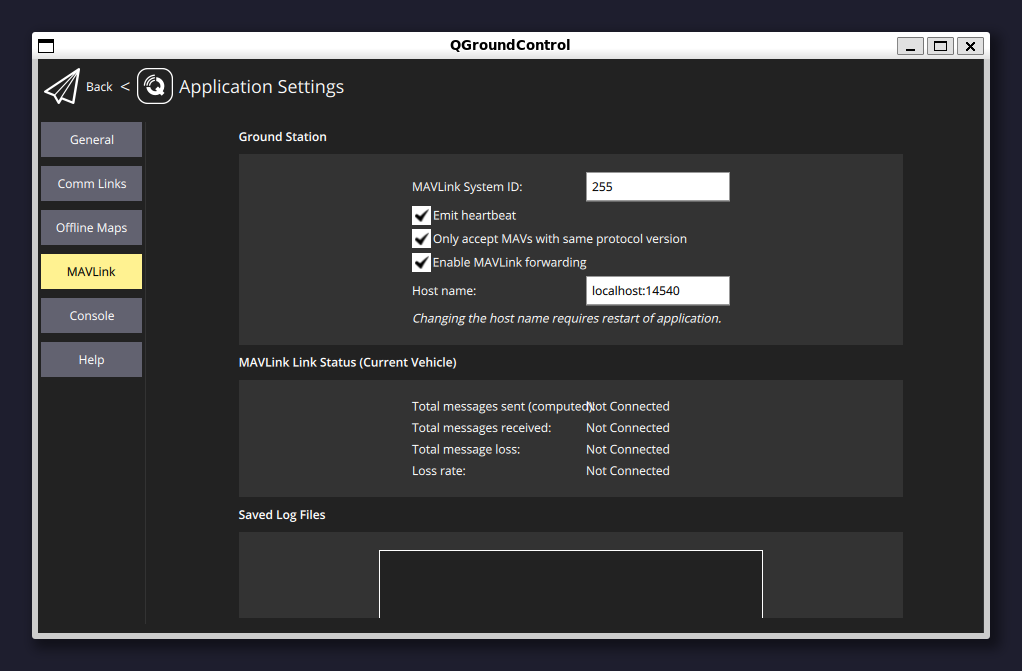 QGroundControl
Back < Application Settings
General
Comm Links
Offline Maps
MAVLink
Console
Help
Ground Station
MAVLink System ID: 255
Emit heartbeat
Only accept MAVs with same protocol version
Enable MAVLink forwarding
Host name: localhost:14540
Changing the host name requires restart of application.
MAVLink Link Status (Current Vehicle)
Total messages sent (computed): Not Connected
Total messages received: Not Connected
Total message loss: Not Connected
Loss rate: Not Connected
Saved Log Files